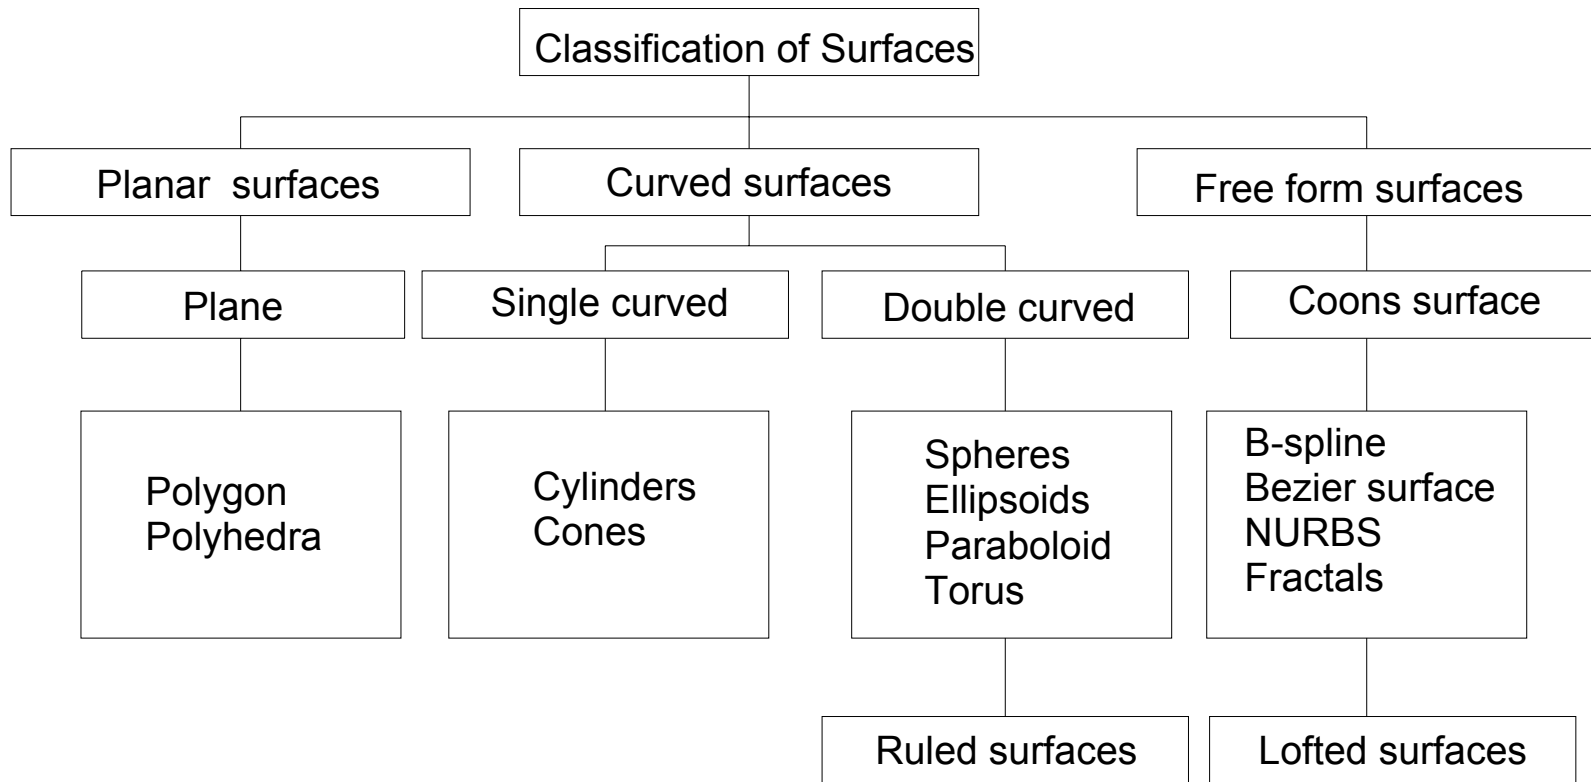 Classification of Surfaces
Planar surfaces
Curved surfaces
Free form surfaces
Plane
Single curved
Double curved
Coons surface
Polygon
Polyhedra
Cylinders
Cones
Spheres
Ellipsoids
Paraboloid
Torus
B-spline
Bezier surface
NURBS
Fractals
Ruled surfaces
Lofted surfaces